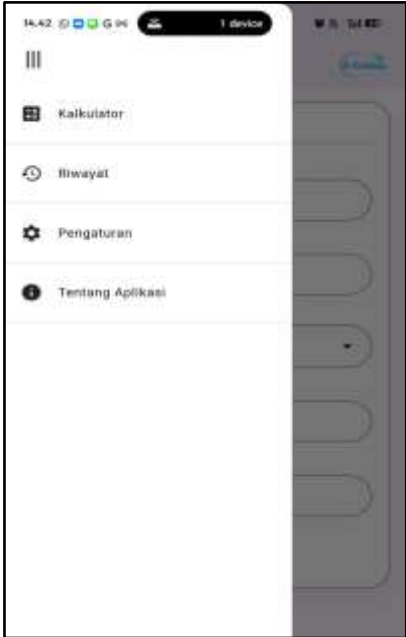 14.42 1 device
Kalkulator
Riwayat
Pengaturan
Tentang Aplikasi